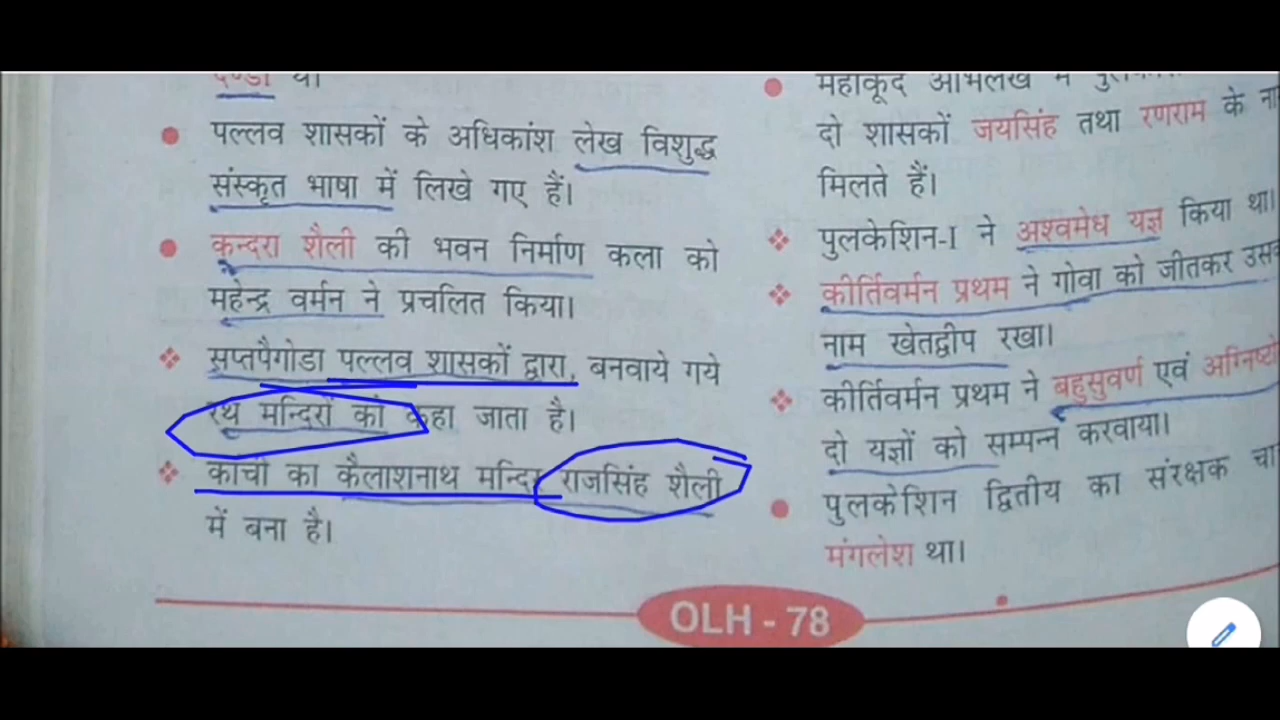 दण्डी था।
पल्लव शासकों के अधिकांश लेख विशुद्ध
संस्कृत भाषा में लिखे गए हैं।
कन्दरा शैली की भवन निर्माण कला को
महेन्द्र वर्मन ने प्रचलित किया।
सप्तपैगोडा पल्लव शासकों द्वारा, बनवाये गये
रथ मन्दिरों को कहा जाता है।
कांची का कैलाशनाथ मन्दिर राजसिंह शैली
में बना है।
महाकूट अभिलेख में
दो शासकों जयसिंह तथा रणराम के
मिलते हैं।
पुलकेशिन-I ने अश्वमेध यज्ञ किया था।
कीर्तिवर्मन प्रथम ने गोवा को जीतकर
नाम खेतद्वीप रखा।
कीर्तिवर्मन प्रथम ने बहुसुवर्ण एवं
दो यज्ञों को सम्पन्न करवाया।
पुलकेशिन द्वितीय का संरक्षक
मंगलेश था।
OLH - 78